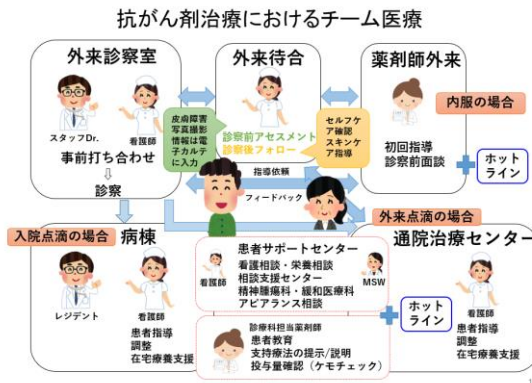 抗がん剤治療におけるチーム医療
外来診察室
スタッフDr.
看護師
事前打ち合わせ
診察
外来待合
皮膚障害
写真撮影
情報は電
子カルテ
に入力
診察前アセスメント
診察後フォロー
セルフケ
ア確認
スキンケ
ア指導
薬剤師外来
内服の場合
初回指導
診察前面談
ホット
ライン
指導依頼
フィードバック
入院点滴の場合
病棟
レジデント
看護師
患者指導
調整
在宅療養支援
患者サポートセンター
看護相談・栄養相談
相談支援センター
精神腫瘍科・緩和医療科
アピアランス相談
看護師
MSW
診療科担当薬剤師
患者教育
支持療法の提示/説明
投与量確認（ケモチェック）
外来点滴の場合
通院治療センター
ホット
ライン
看護師
患者指導
調整
在宅療養支援